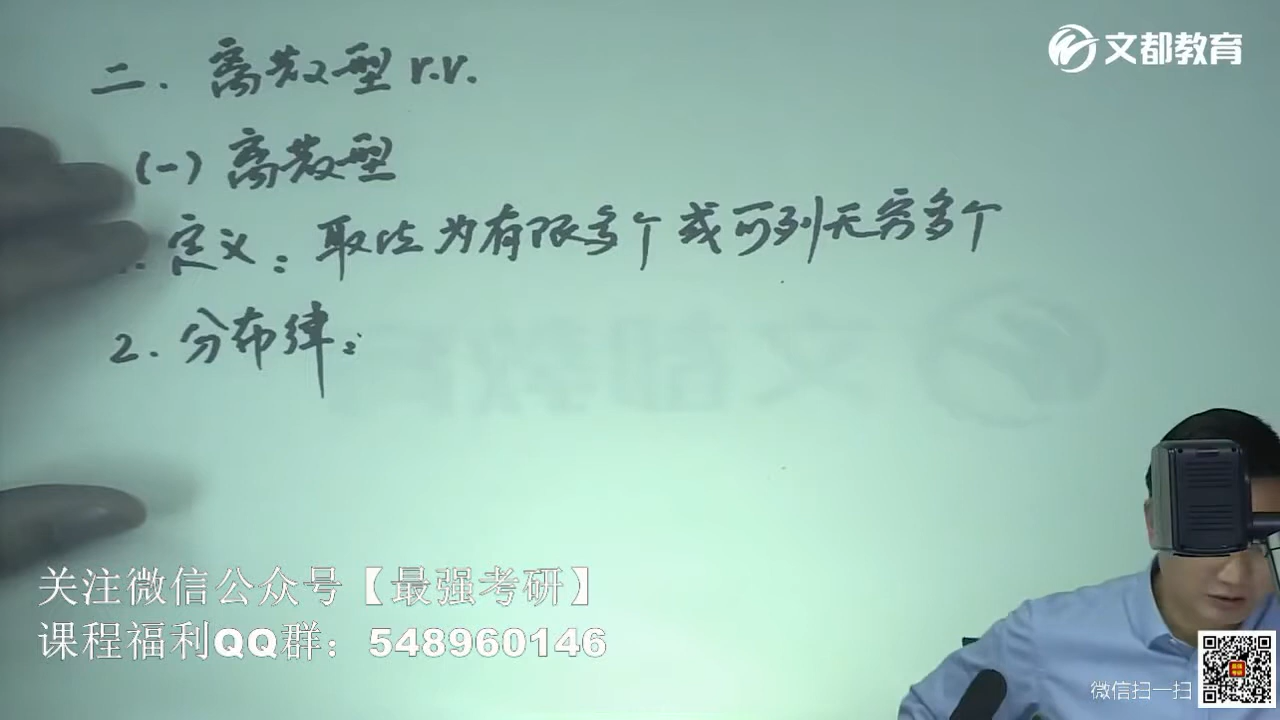 文都教育
二. 离散型 r.v.
(一) 离散型
1. 定义: 取值为有限多个或可列无穷多个
2. 分布律:
关注微信公众号【最强考研】
课程福利QQ群：548960146
微信扫一扫